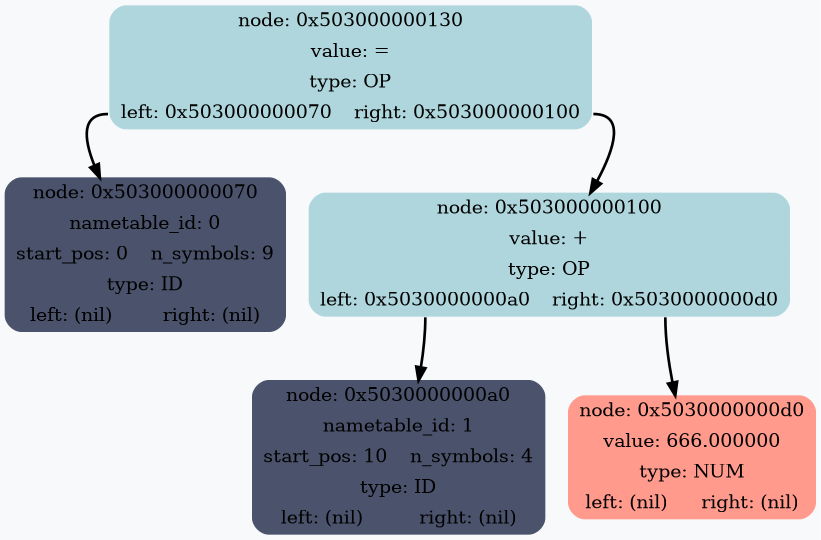 node: 0x503000000130
value: =
type: OP
left: 0x503000000070 right: 0x503000000100
node: 0x503000000070
nametable_id: 0
start_pos: 0 n_symbols: 9
type: ID
left: (nil) right: (nil)
node: 0x503000000100
value: +
type: OP
left: 0x5030000000a0 right: 0x5030000000d0
node: 0x5030000000a0
nametable_id: 1
start_pos: 10 n_symbols: 4
type: ID
left: (nil) right: (nil)
node: 0x5030000000d0
value: 666.000000
type: NUM
left: (nil) right: (nil)